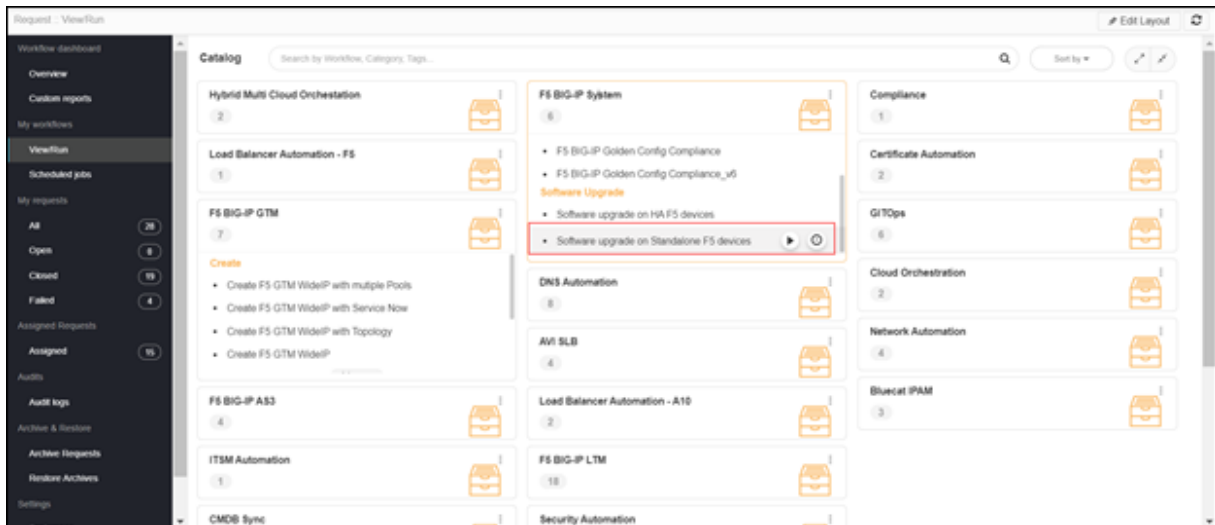 Request : View/Run
Edit Layout
Workflow dashboard
Overview
Custom reports
My workflows
View/Run
Scheduled jobs
My requests
All 28
Open
Closed 19
Failed 4
Assigned Requests
Assigned 15
Audits
Audit logs
Archive & Restore
Archive Requests
Restore Archives
Settings
Catalog
Search by Workflow, Category, Tags...
Sort by
Hybrid Multi Cloud Orchestration
2
Load Balancer Automation - F5
1
F5 BIG-IP GTM
7
Create
Create F5 GTM WideIP with mutiple Pools
Create F5 GTM WideIP with Service Now
Create F5 GTM WideIP with Topology
Create F5 GTM WideIP
F5 BIG-IP AS3
4
ITSM Automation
1
CMDB Sync
F5 BIG-IP System
6
F5 BIG-IP Golden Config Compliance
F5 BIG-IP Golden Config Compliance_v6
Software Upgrade
Software upgrade on HA F5 devices
Software upgrade on Standalone F5 devices
DNS Automation
8
AVI SLB
4
Load Balancer Automation - A10
2
F5 BIG-IP LTM
18
Security Automation
Compliance
1
Certificate Automation
2
GITOps
6
Cloud Orchestration
2
Network Automation
4
Bluecat IPAM
3